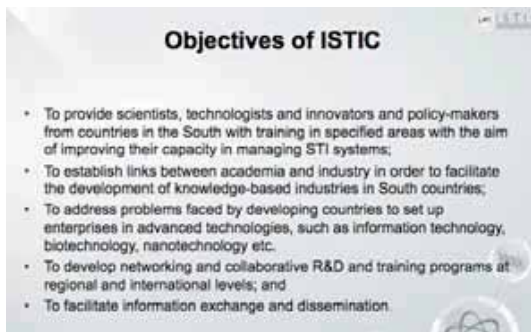 Objectives of ISTIC
• To provide scientists, technologists and innovators and policy-makers
from countries in the South with training in specified areas with the aim
of improving their capacity in managing STI systems;
• To establish links between academia and industry in order to facilitate
the development of knowledge-based industries in South countries;
• To address problems faced by developing countries to set up
enterprises in advanced technologies, such as information technology,
biotechnology, nanotechnology etc.
• To develop networking and collaborative R&D and training programs at
regional and international levels; and
• To facilitate information exchange and dissemination